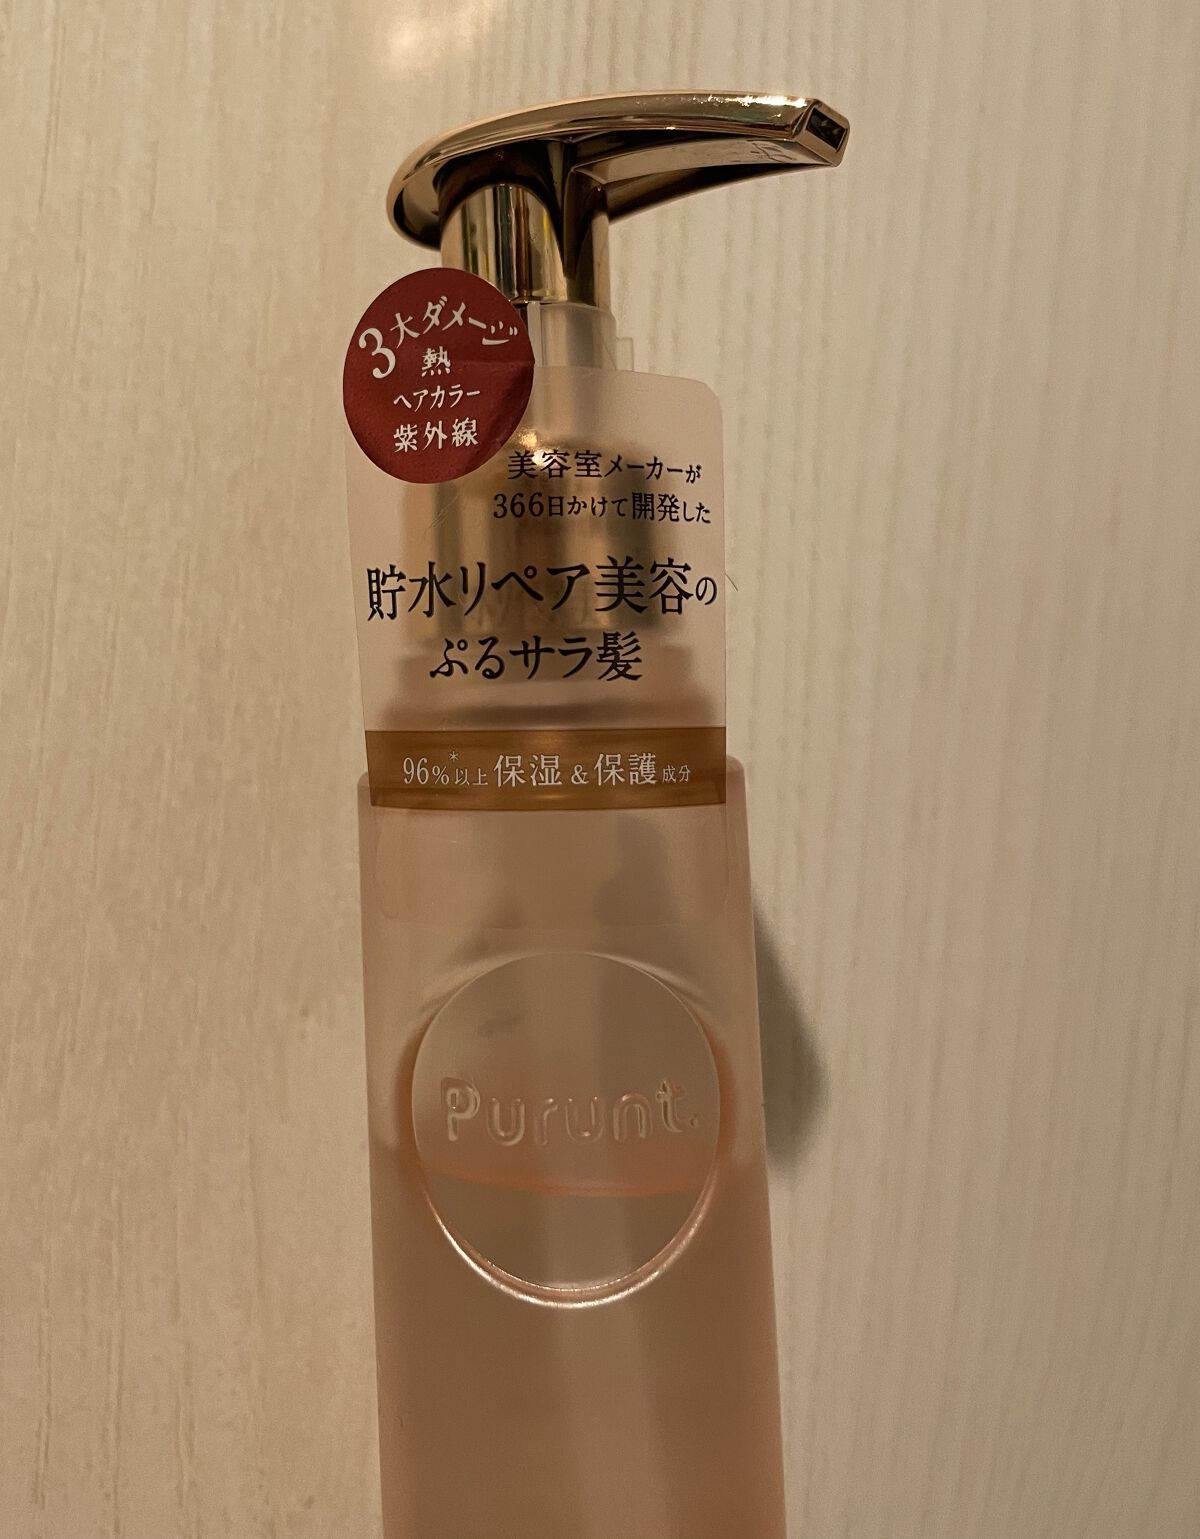 3大ダメージ
熱
ヘアカラー
紫外線
美容室メーカーが
366日かけて開発した
貯水リペア美容の
ぷるサラ髪
96%*以上保湿&保護成分
Purunt.